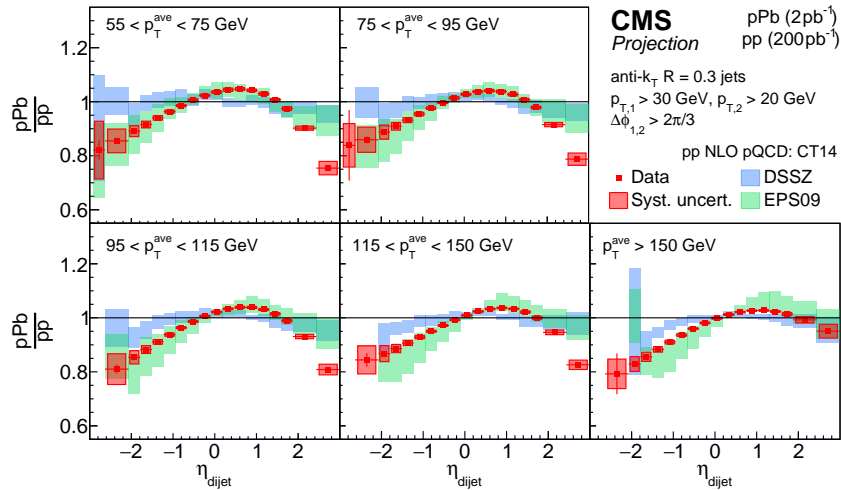 55 < p_T^ave < 75 GeV
75 < p_T^ave < 95 GeV
CMS
Projection
pPb (2pb⁻¹)
pp (200pb⁻¹)
anti-k_T R = 0.3 jets
p_T,1 > 30 GeV, p_T,2 > 20 GeV
Δϕ_1,2 > 2π/3
pp NLO pQCD: CT14
Data
DSSZ
Syst. uncert.
EPS09
pPb
pp
1.2
1
0.8
0.6
95 < p_T^ave < 115 GeV
115 < p_T^ave < 150 GeV
p_T^ave > 150 GeV
pPb
pp
1.2
1
0.8
0.6
−2 −1 0 1 2
−2 −1 0 1 2
−2 −1 0 1 2
η_dijet
η_dijet
η_dijet